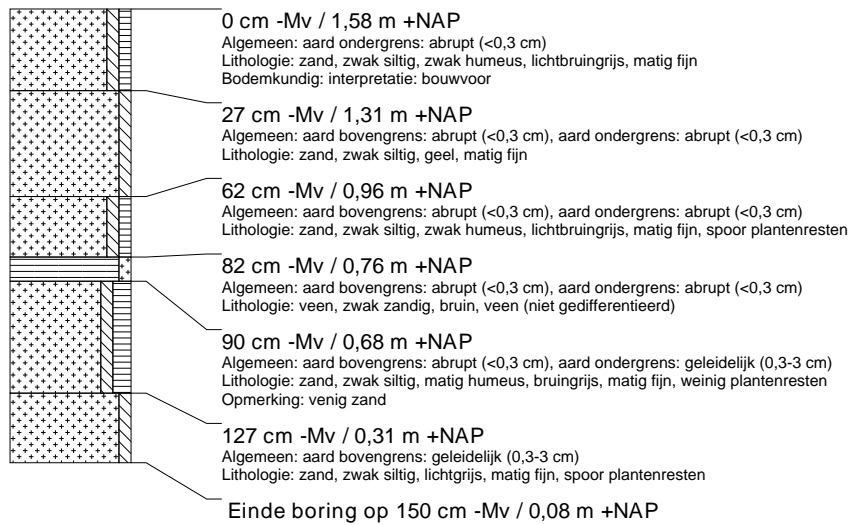 0 cm -Mv / 1,58 m +NAP
Algemeen: aard ondergrens: abrupt (<0,3 cm)
Lithologie: zand, zwak siltig, zwak humeus, lichtbruingrijs, matig fijn
Bodemkundig: interpretatie: bouwvoor
27 cm -Mv / 1,31 m +NAP
Algemeen: aard bovengrens: abrupt (<0,3 cm), aard ondergrens: abrupt (<0,3 cm)
Lithologie: zand, zwak siltig, geel, matig fijn
62 cm -Mv / 0,96 m +NAP
Algemeen: aard bovengrens: abrupt (<0,3 cm), aard ondergrens: abrupt (<0,3 cm)
Lithologie: zand, zwak siltig, zwak humeus, lichtbruingrijs, matig fijn, spoor plantenresten
82 cm -Mv / 0,76 m +NAP
Algemeen: aard bovengrens: abrupt (<0,3 cm), aard ondergrens: abrupt (<0,3 cm)
Lithologie: veen, zwak zandig, bruin, veen (niet gedifferentieerd)
90 cm -Mv / 0,68 m +NAP
Algemeen: aard bovengrens: abrupt (<0,3 cm), aard ondergrens: geleidelijk (0,3-3 cm)
Lithologie: zand, zwak siltig, matig humeus, bruingrijs, matig fijn, weinig plantenresten
Opmerking: venig zand
127 cm -Mv / 0,31 m +NAP
Algemeen: aard bovengrens: geleidelijk (0,3-3 cm)
Lithologie: zand, zwak siltig, lichtgrijs, matig fijn, spoor plantenresten
Einde boring op 150 cm -Mv / 0,08 m +NAP